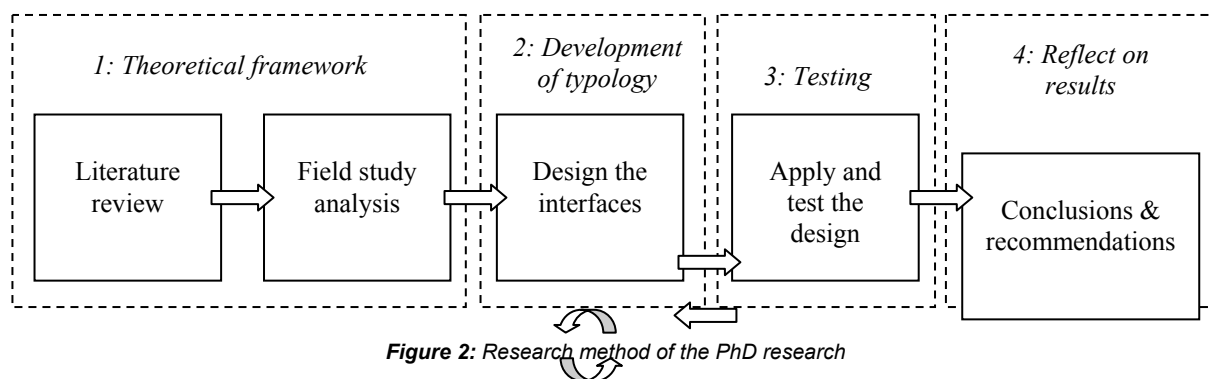 1: Theoretical framework
Literature
review
Field study
analysis
2: Development
of typology
Design the
interfaces
3: Testing
Apply and
test the
design
4: Reflect on
results
Conclusions &
recommendations
Figure 2: Research method of the PhD research